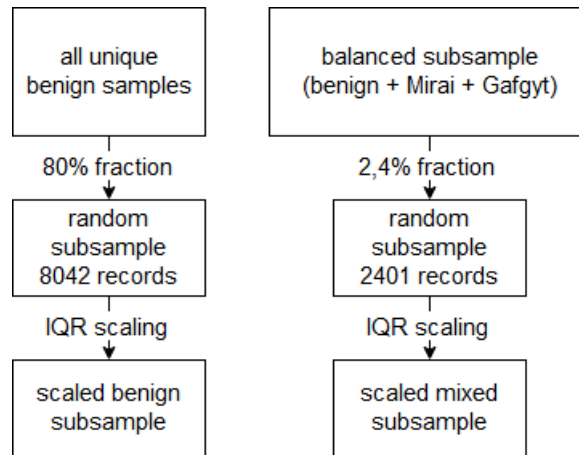 all unique
benign samples
80% fraction
random
subsample
8042 records
IQR scaling
scaled benign
subsample
balanced subsample
(benign + Mirai + Gafgyt)
2,4% fraction
random
subsample
2401 records
IQR scaling
scaled mixed
subsample